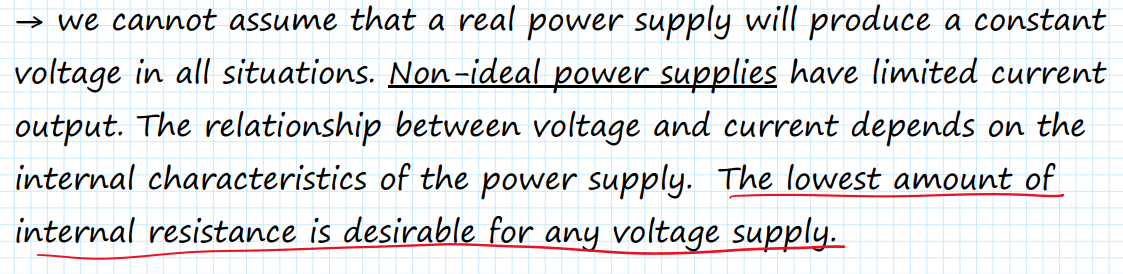 → we cannot assume that a real power supply will produce a constant
voltage in all situations. Non-ideal power supplies have limited current
output. The relationship between voltage and current depends on the
internal characteristics of the power supply. The lowest amount of
internal resistance is desirable for any voltage supply.